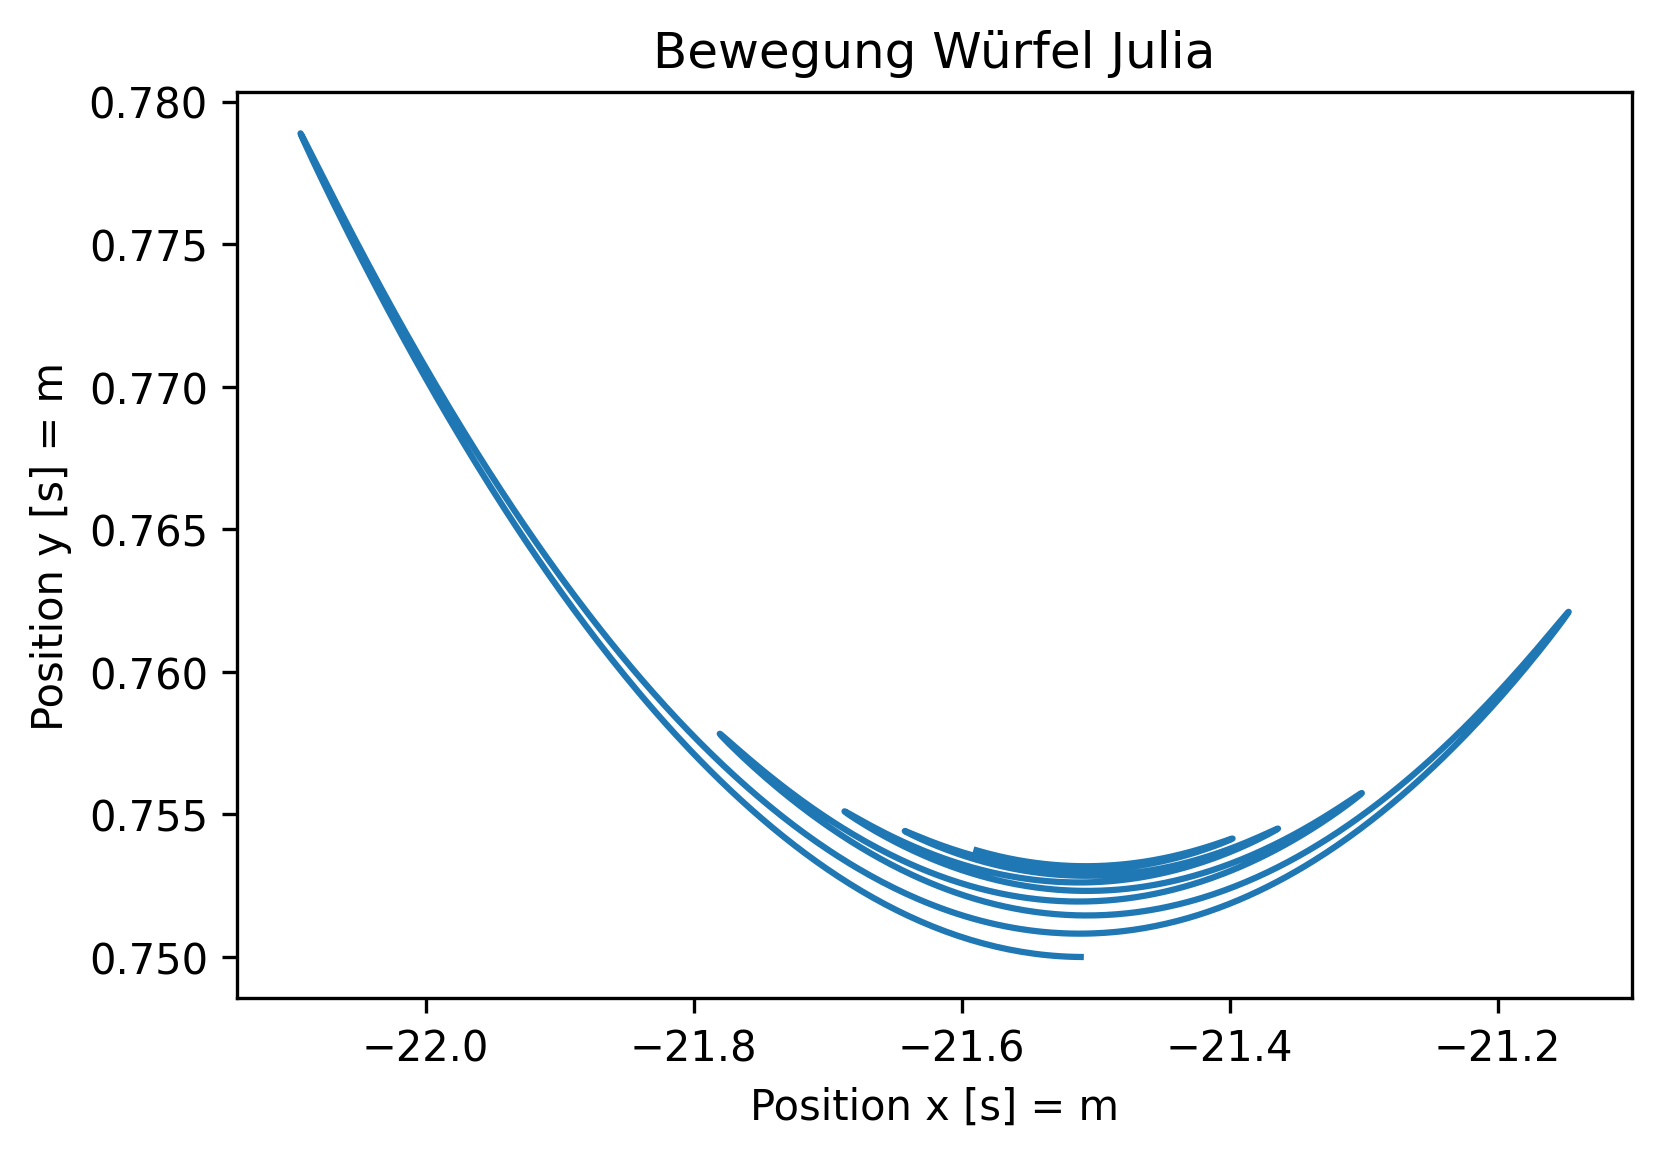 Bewegung Würfel Julia
0.780
0.775
0.770
0.765
0.760
0.755
0.750
Position y [s] = m
−22.0 −21.8 −21.6 −21.4 −21.2
Position x [s] = m